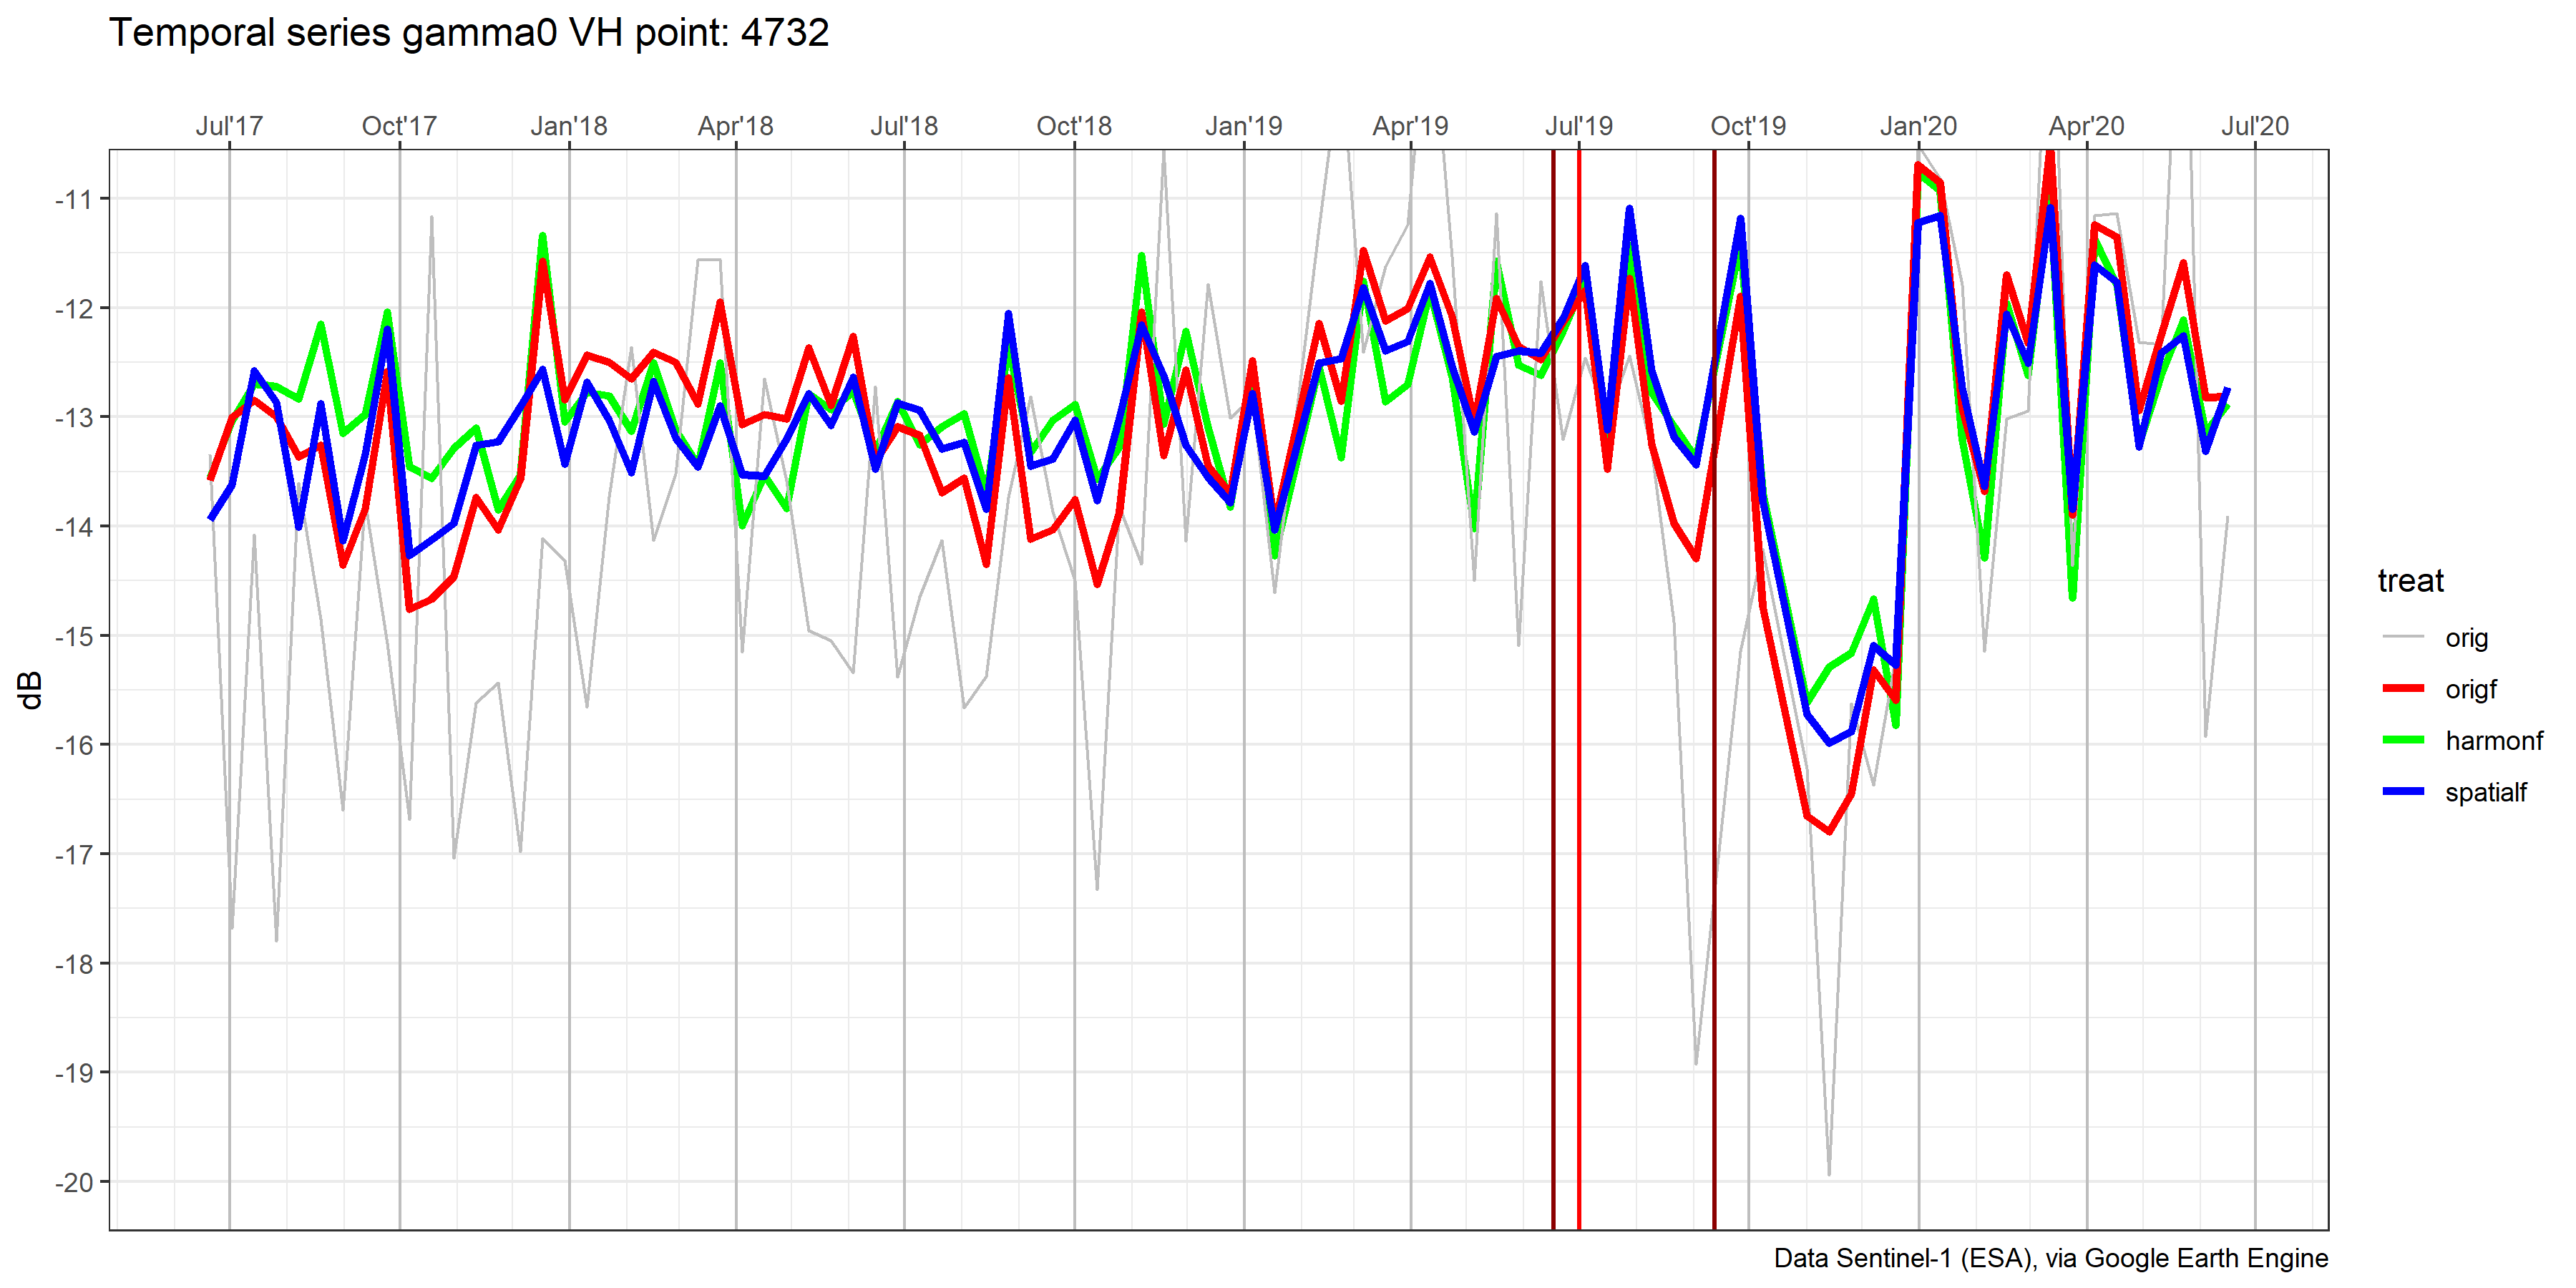 Temporal series gamma0 VH point: 4732
Jul'17 Oct'17 Jan'18 Apr'18 Jul'18 Oct'18 Jan'19 Apr'19 Jul'19 Oct'19 Jan'20 Apr'20 Jul'20
-11
-12
-13
-14
-15
-16
-17
-18
-19
-20
dB
treat
orig
origf
harmonf
spatialf
Data Sentinel-1 (ESA), via Google Earth Engine